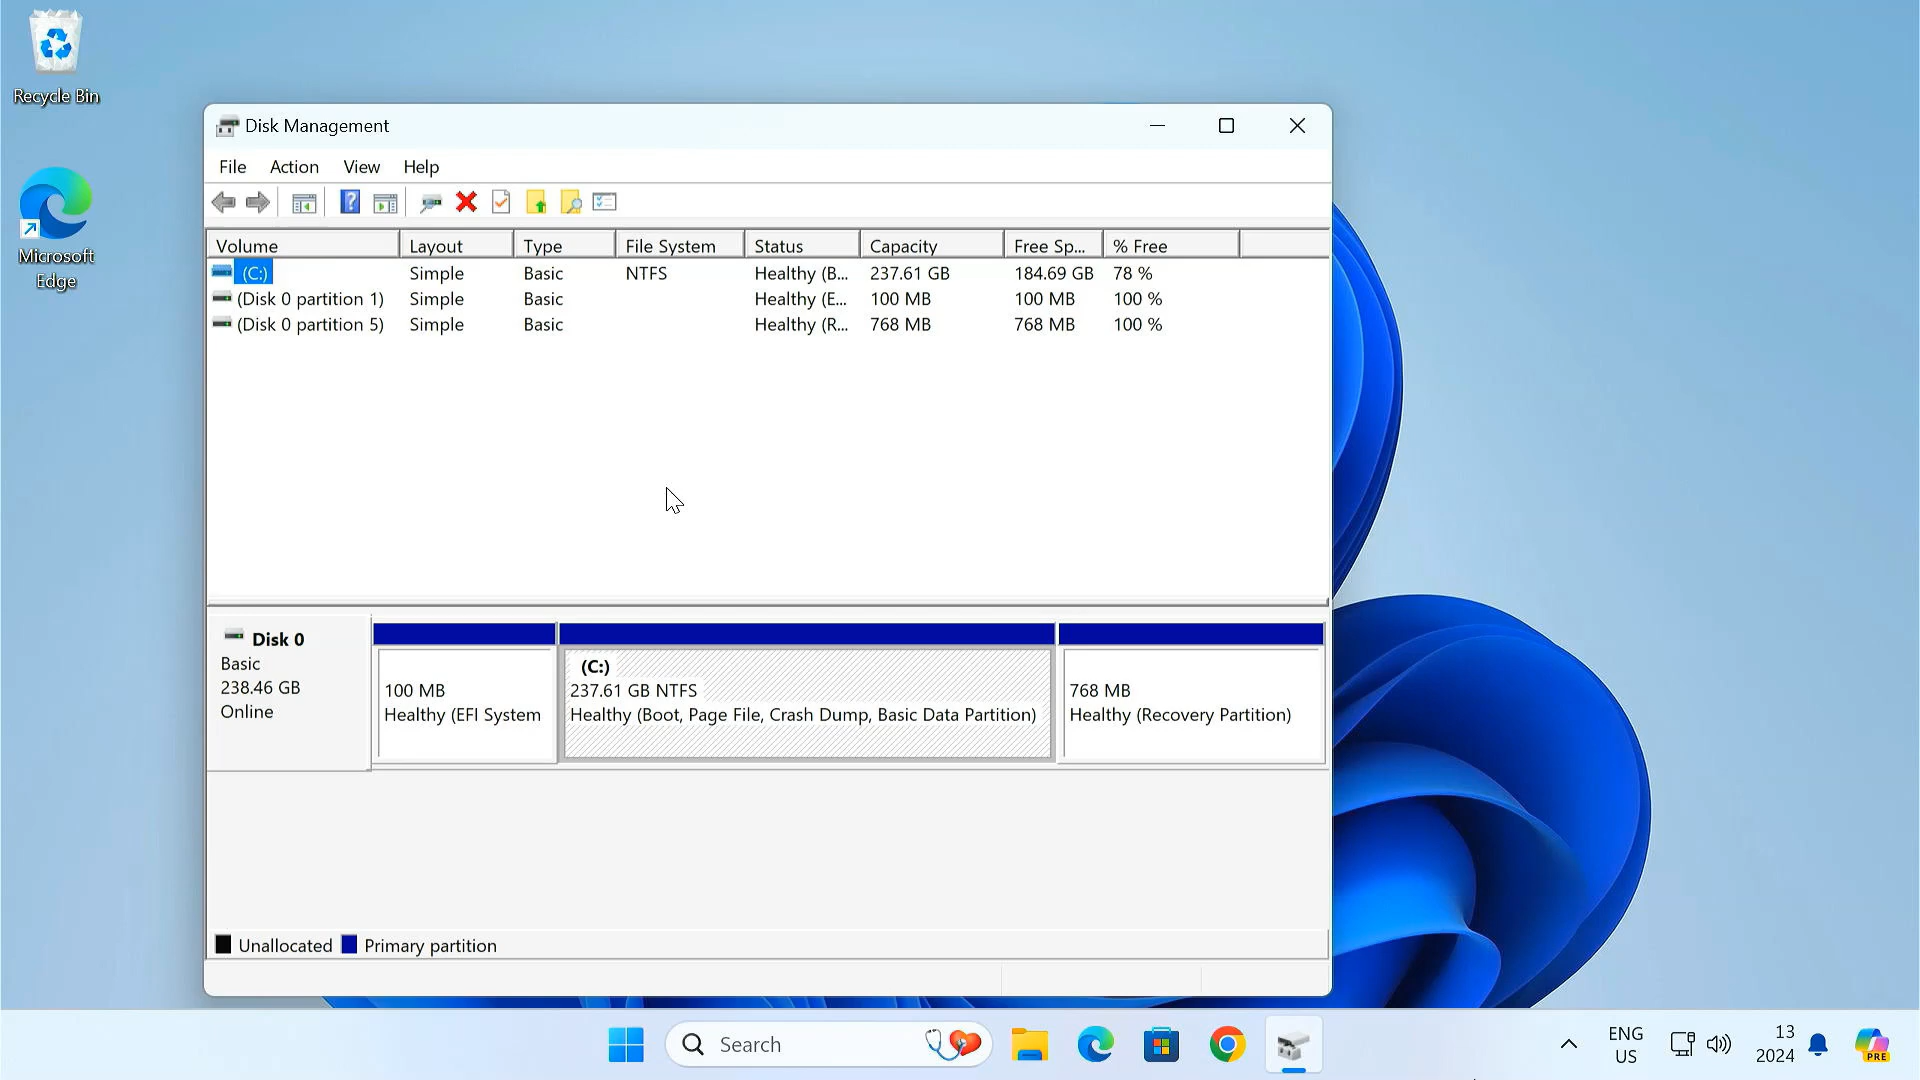 Recycle Bin
Microsoft
Edge
Disk Management
File Action View Help
Volume Layout Type File System Status Capacity Free Sp... % Free
(C:) Simple Basic NTFS Healthy (B... 237.61 GB 184.69 GB 78 %
(Disk 0 partition 1) Simple Basic Healthy (E... 100 MB 100 MB 100 %
(Disk 0 partition 5) Simple Basic Healthy (R... 768 MB 768 MB 100 %
Disk 0
Basic
238.46 GB
Online
100 MB
Healthy (EFI System
(C:)
237.61 GB NTFS
Healthy (Boot, Page File, Crash Dump, Basic Data Partition)
768 MB
Healthy (Recovery Partition)
Unallocated Primary partition
Search
ENG
US
13
2024
PRE